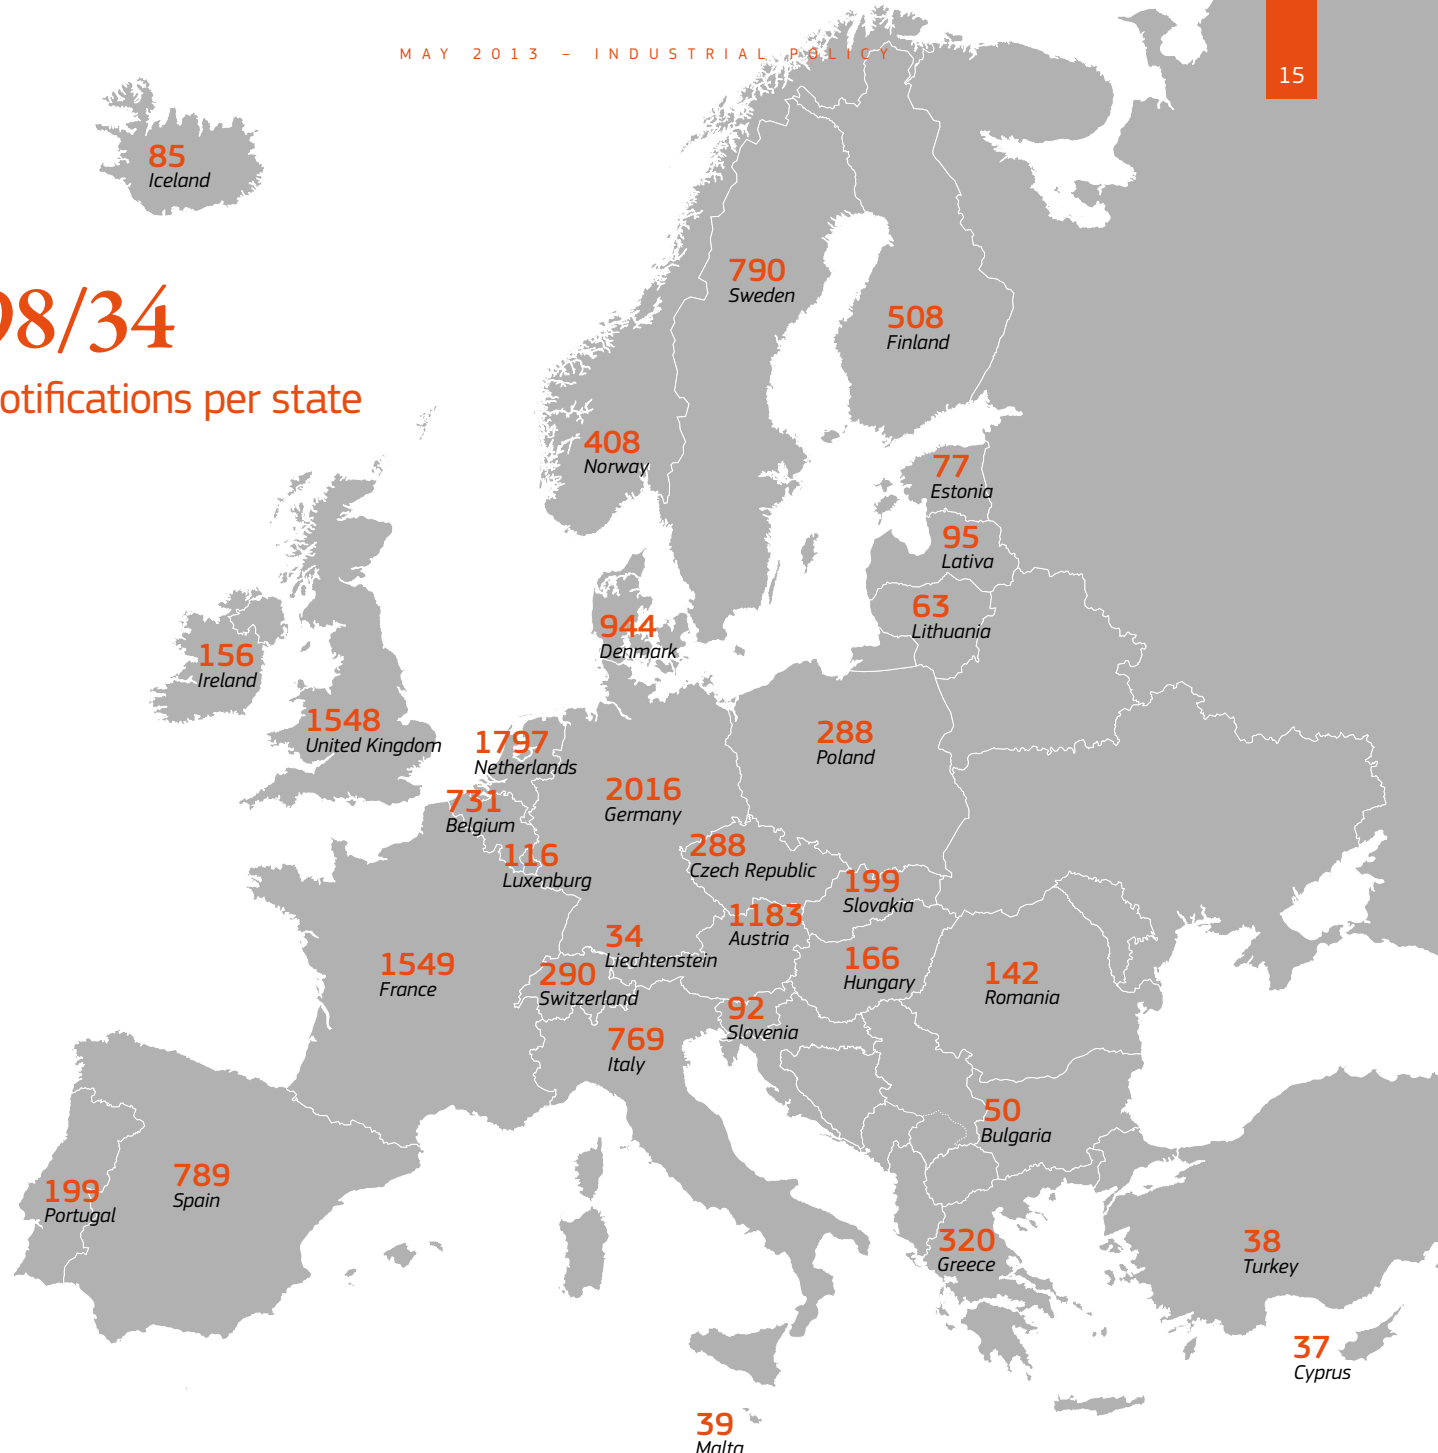 MAY 2013 – INDUSTRIAL POLICY
15
85
Iceland
98/34
otifications per state
790
Sweden
508
Finland
408
Norway
77
Estonia
95
Lativa
63
Lithuania
944
Denmark
156
Ireland
1548
United Kingdom
1797
Netherlands
288
Poland
2016
Germany
731
Belgium
116
Luxenburg
288
Czech Republic
199
Slovakia
1183
Austria
34
Liechtenstein
290
Switzerland
1549
France
166
Hungary
142
Romania
92
Slovenia
769
Italy
50
Bulgaria
789
Spain
199
Portugal
320
Greece
38
Turkey
37
Cyprus
39
Malta